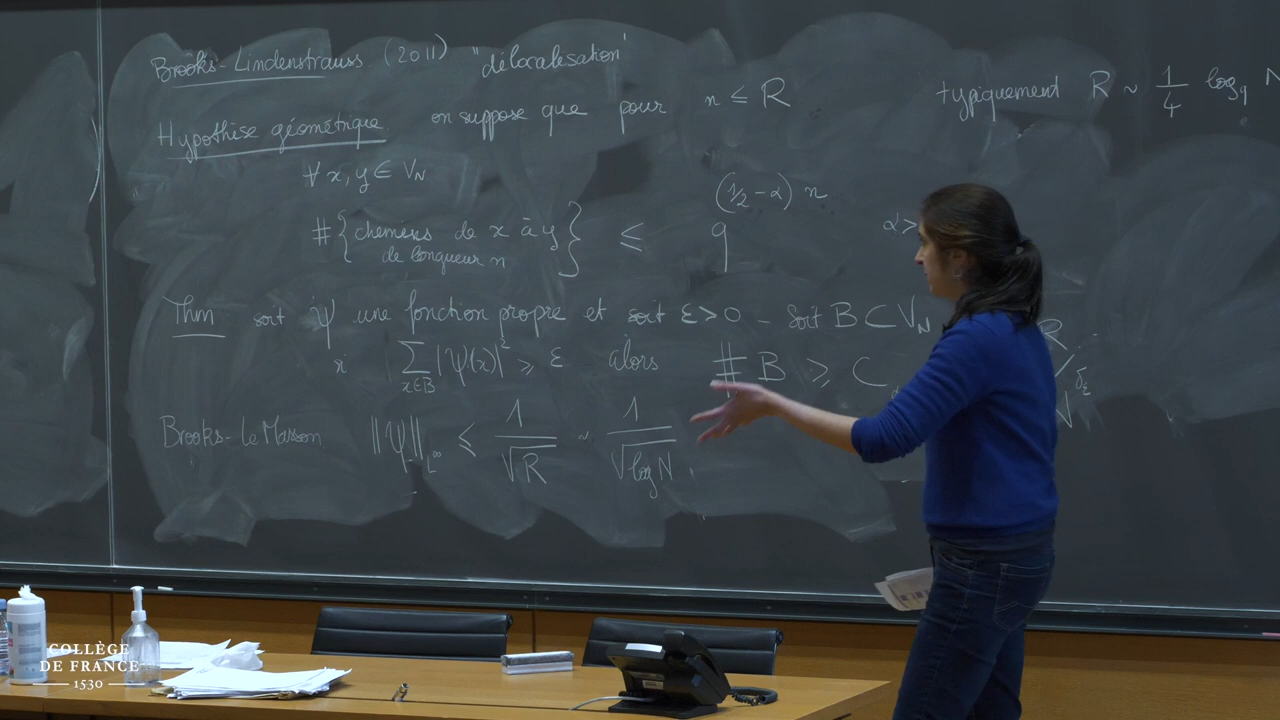 Brooks-Lindenstrauss (2011) "délocalisation"
typiquement R ~ 1/4 log_q N
Hypothèse géométrique on suppose que pour n ≤ R
∀ x, y ∈ V_N
# {chemins de x à y de longueur n} ≤ q^{(1/2 - α) n} α>
Thm soit ψ une fonction propre et soit ε>0 - Soit B ⊂ V_N
si ∑_{x∈B} |ψ(x)|² ≥ ε alors # B ≥ C
Brooks-Le Masson ||ψ||_{L^∞} ≤ 1/√R ~ 1/√log N
COLLÈGE
DE FRANCE
1530